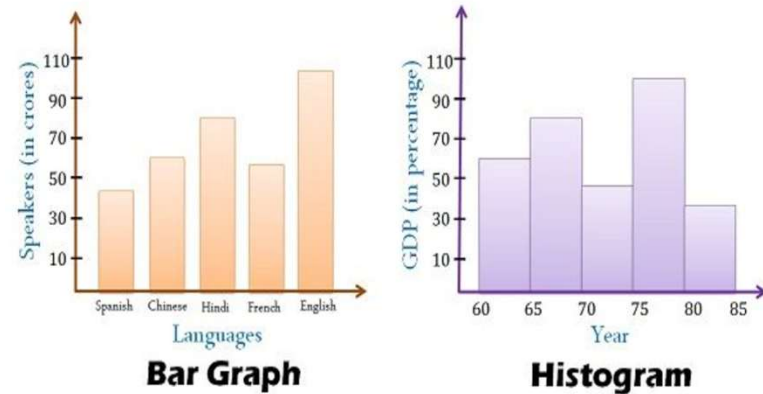 Speakers (in crores)
110
90
70
50
30
10
Spanish Chinese Hindi French English
Languages
Bar Graph
GDP (in percentage)
110
90
70
50
30
10
60 65 70 75 80 85
Year
Histogram